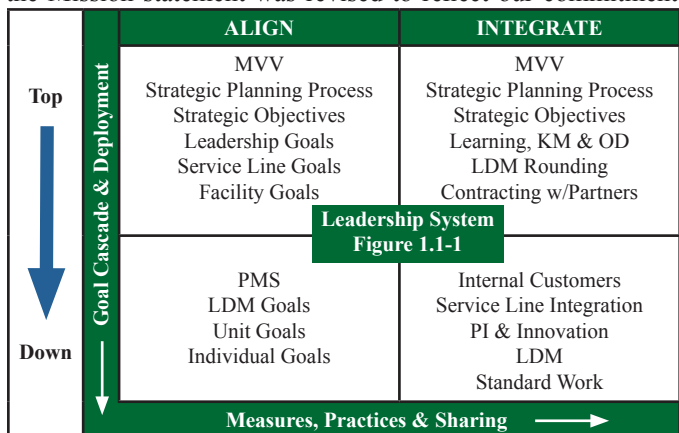 the Mission statement was revised to reflect our commitment
ALIGN
INTEGRATE
Top
Down
Goal Cascade & Deployment
MVV
Strategic Planning Process
Strategic Objectives
Leadership Goals
Service Line Goals
Facility Goals
MVV
Strategic Planning Process
Strategic Objectives
Learning, KM & OD
LDM Rounding
Contracting w/Partners
Leadership System
Figure 1.1-1
PMS
LDM Goals
Unit Goals
Individual Goals
Internal Customers
Service Line Integration
PI & Innovation
LDM
Standard Work
Measures, Practices & Sharing